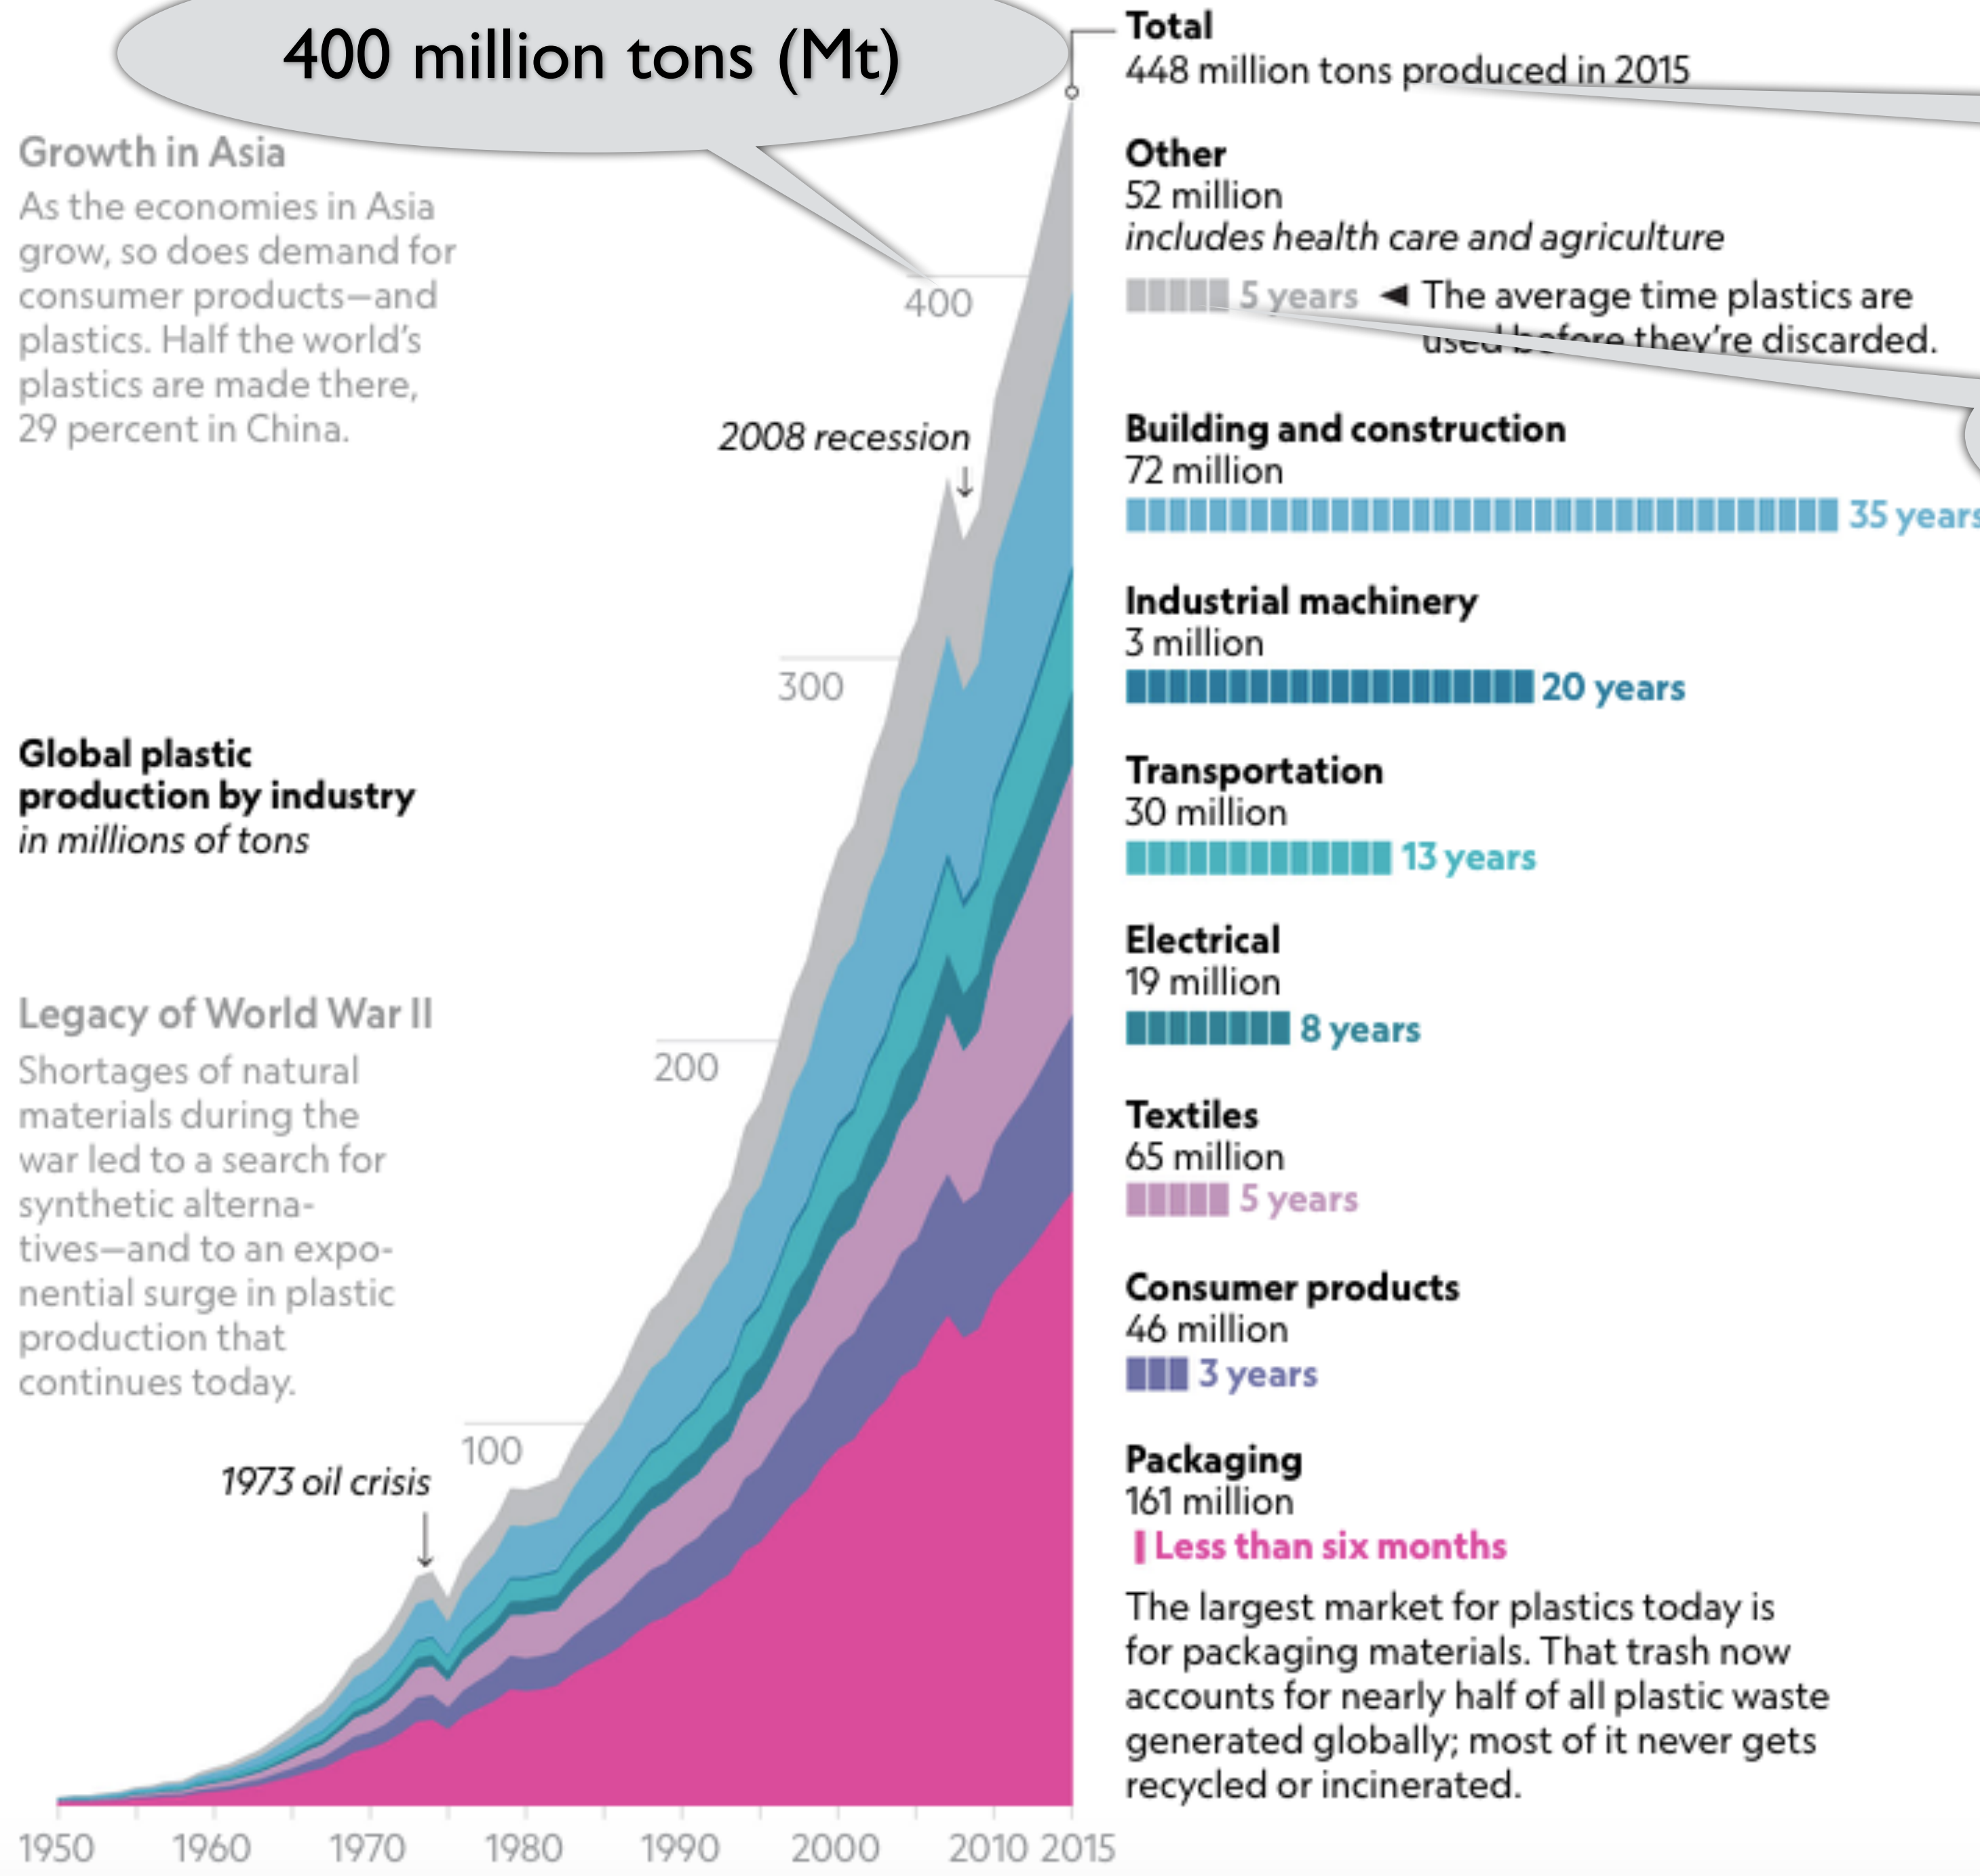 400 million tons (Mt)
Growth in Asia
As the economies in Asia
grow, so does demand for
consumer products—and
plastics. Half the world's
plastics are made there,
29 percent in China.
Global plastic
production by industry
in millions of tons
Legacy of World War II
Shortages of natural
materials during the
war led to a search for
synthetic alterna-
tives—and to an expo-
nential surge in plastic
production that
continues today.
2008 recession
1973 oil crisis
400
300
200
100
1950 1960 1970 1980 1990 2000 2010 2015
Total
448 million tons produced in 2015
Other
52 million
includes health care and agriculture
5 years ◄ The average time plastics are
used before they're discarded.
Building and construction
72 million
35 years
Industrial machinery
3 million
20 years
Transportation
30 million
13 years
Electrical
19 million
8 years
Textiles
65 million
5 years
Consumer products
46 million
3 years
Packaging
161 million
Less than six months
The largest market for plastics today is
for packaging materials. That trash now
accounts for nearly half of all plastic waste
generated globally; most of it never gets
recycled or incinerated.